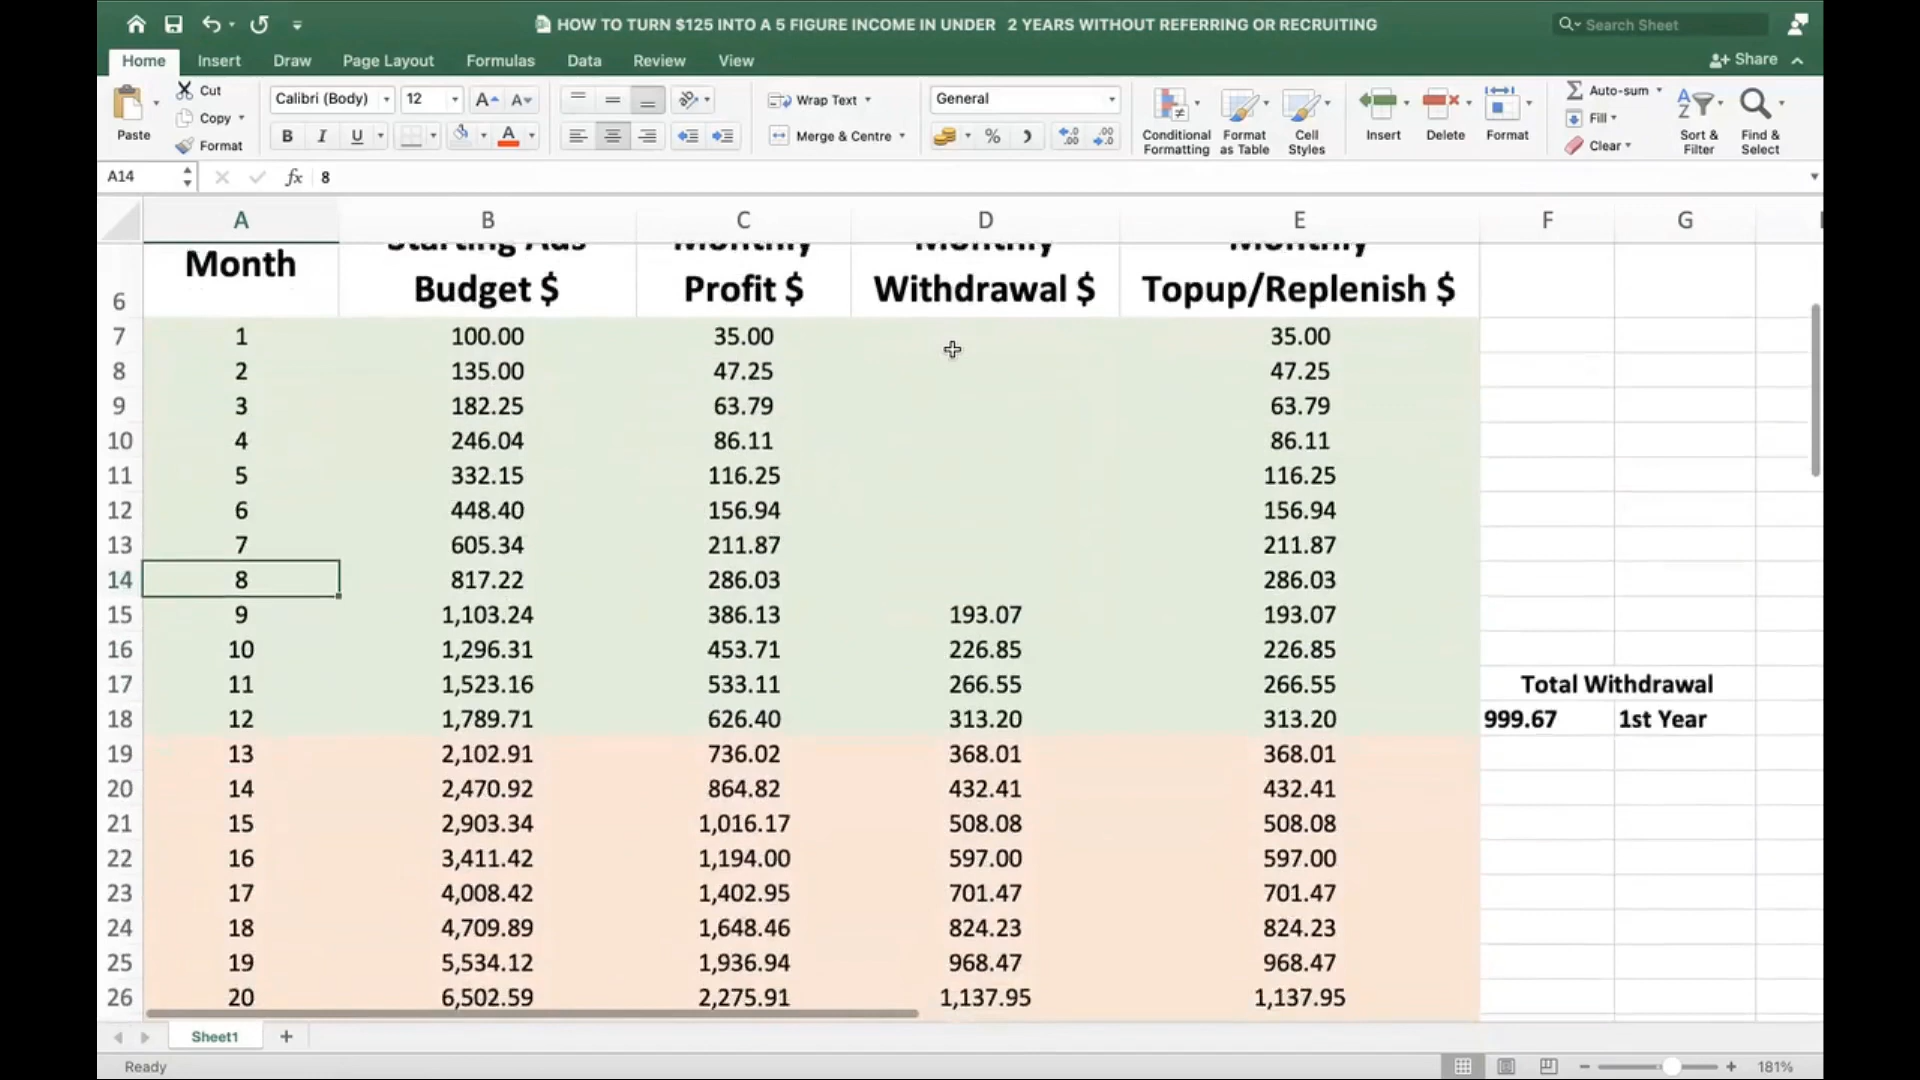 HOW TO TURN $125 INTO A 5 FIGURE INCOME IN UNDER 2 YEARS WITHOUT REFERRING OR RECRUITING
Search Sheet
Home Insert Draw Page Layout Formulas Data Review View
Share
Paste
Cut
Copy
Format
Calibri (Body) 12
B I U
Wrap Text
Merge & Centre
General
Conditional Formatting
Format as Table
Cell Styles
Insert
Delete
Format
Auto-sum
Fill
Clear
Sort & Filter
Find & Select
A14 fx 8
A B C D E F G
6 Month Starting Ads Budget $ Monthly Profit $ Monthly Withdrawal $ Monthly Topup/Replenish $
7 1 100.00 35.00 35.00
8 2 135.00 47.25 47.25
9 3 182.25 63.79 63.79
10 4 246.04 86.11 86.11
11 5 332.15 116.25 116.25
12 6 448.40 156.94 156.94
13 7 605.34 211.87 211.87
14 8 817.22 286.03 286.03
15 9 1,103.24 386.13 193.07 193.07
16 10 1,296.31 453.71 226.85 226.85
17 11 1,523.16 533.11 266.55 266.55 Total Withdrawal
18 12 1,789.71 626.40 313.20 313.20 999.67 1st Year
19 13 2,102.91 736.02 368.01 368.01
20 14 2,470.92 864.82 432.41 432.41
21 15 2,903.34 1,016.17 508.08 508.08
22 16 3,411.42 1,194.00 597.00 597.00
23 17 4,008.42 1,402.95 701.47 701.47
24 18 4,709.89 1,648.46 824.23 824.23
25 19 5,534.12 1,936.94 968.47 968.47
26 20 6,502.59 2,275.91 1,137.95 1,137.95
Sheet1
Ready
181%